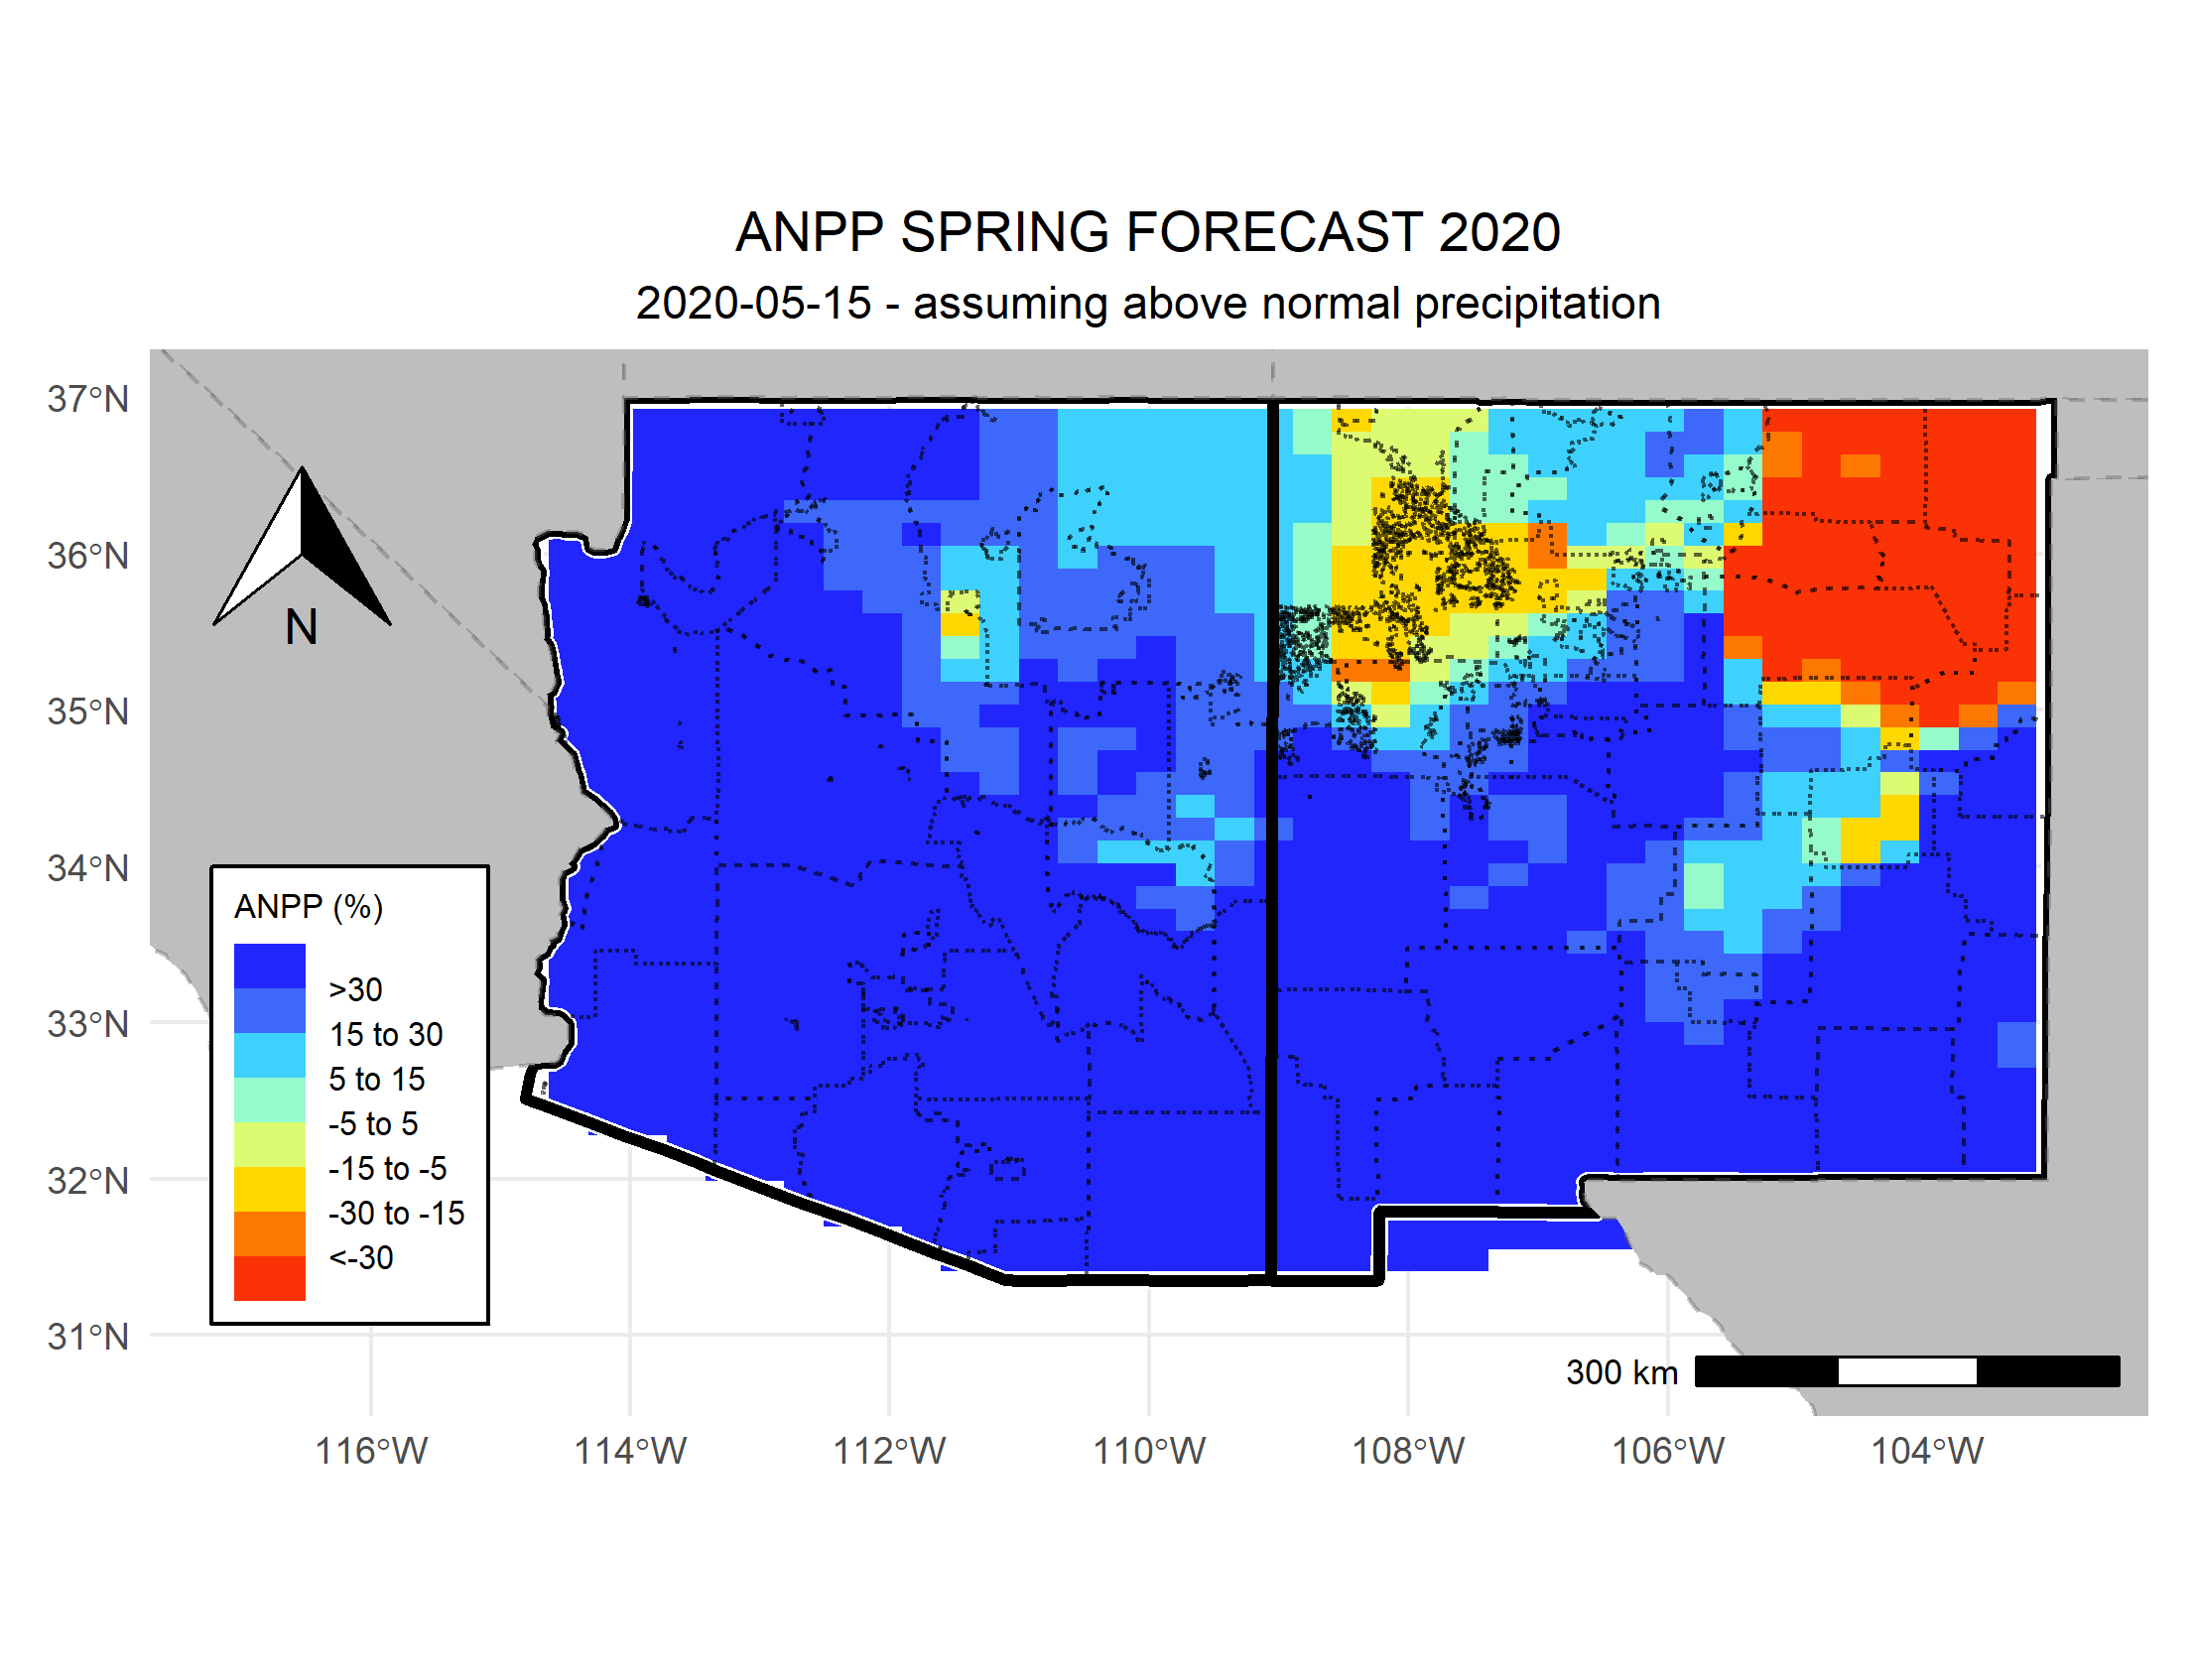 ANPP SPRING FORECAST 2020
2020-05-15 - assuming above normal precipitation
37°N
36°N
35°N
34°N
33°N
32°N
31°N
N
ANPP (%)
>30
15 to 30
5 to 15
-5 to 5
-15 to -5
-30 to -15
<-30
300 km
116°W
114°W
112°W
110°W
108°W
106°W
104°W